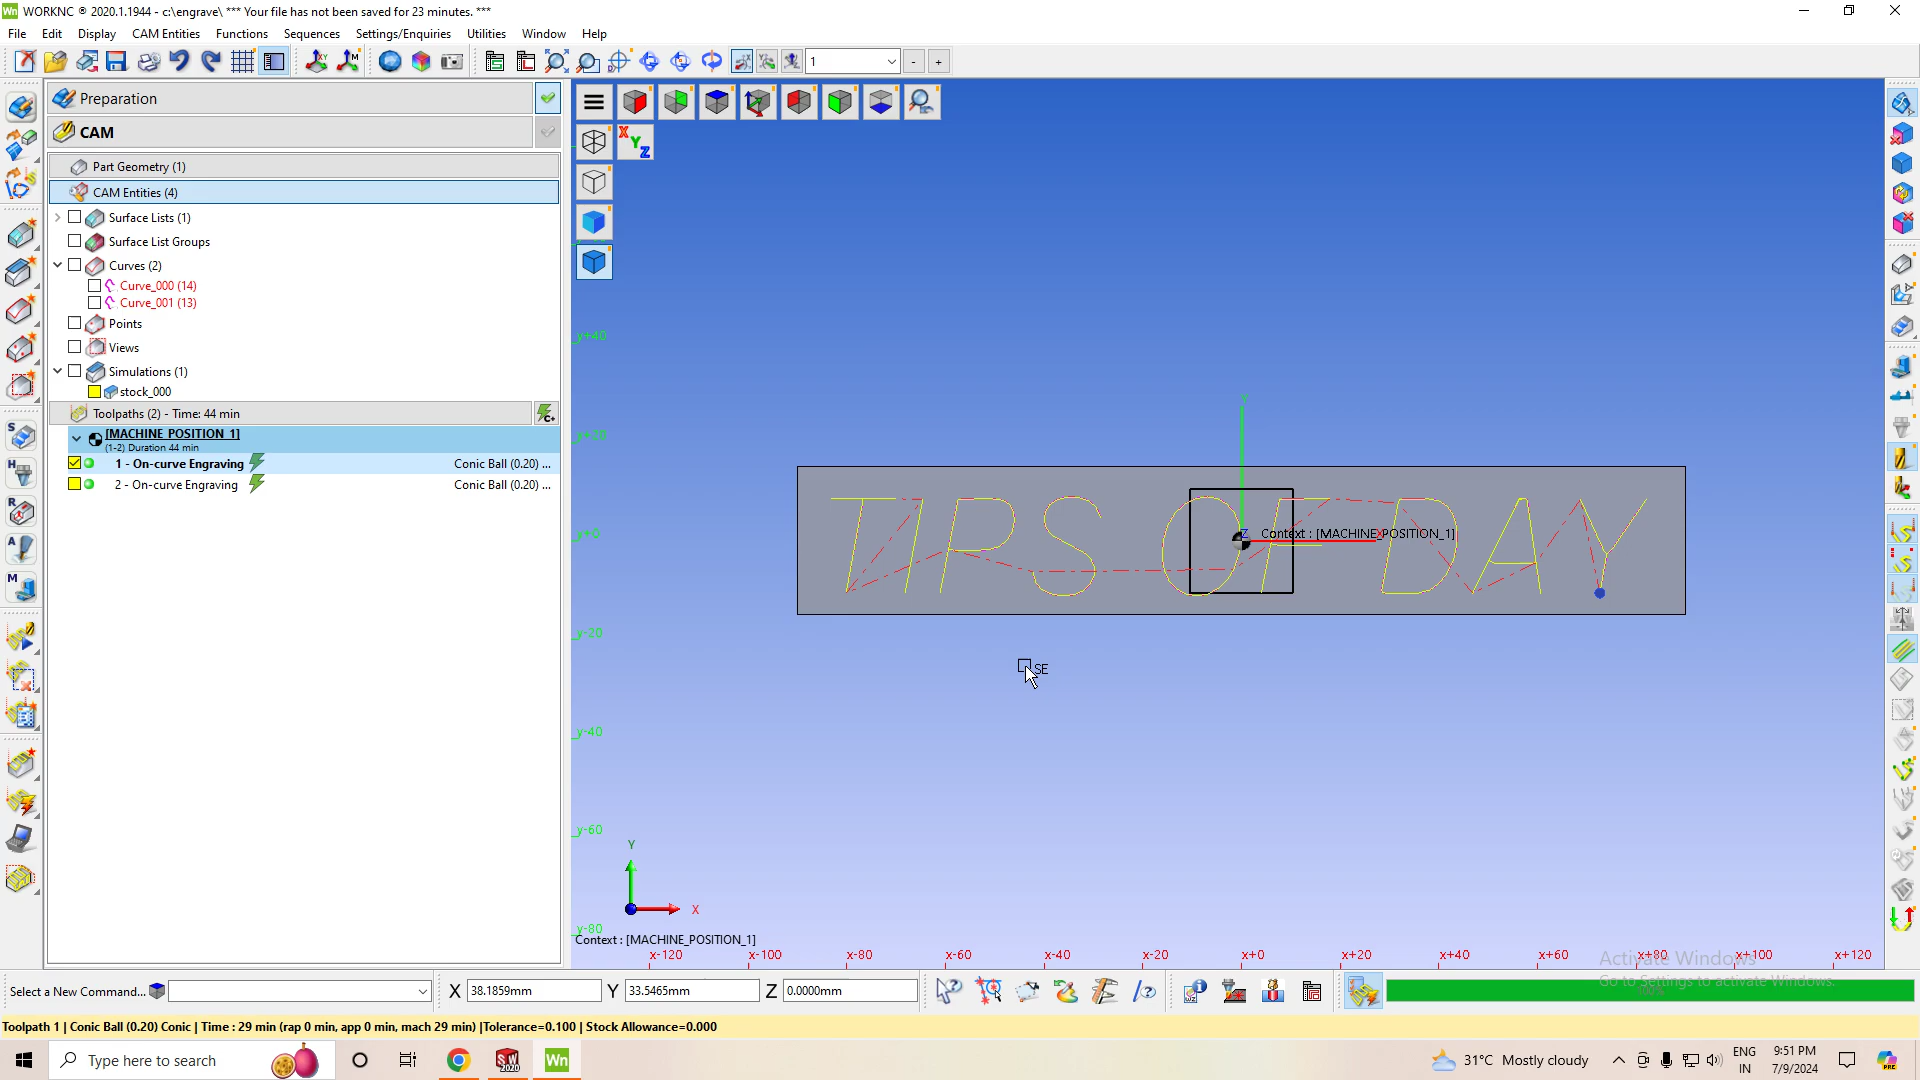 WORKNC ® 2020.1.1944 - c:\engrave\ *** Your file has not been saved for 23 minutes. ***
File Edit Display CAM Entities Functions Sequences Settings/Enquiries Utilities Window Help
1 - +
Preparation
CAM
Part Geometry (1)
CAM Entities (4)
Surface Lists (1)
Surface List Groups
Curves (2)
Curve_000 (14)
Curve_001 (13)
Points
Views
Simulations (1)
stock_000
Toolpaths (2) - Time: 44 min
[MACHINE POSITION 1]
(1-2) Duration 44 min
1 - On-curve Engraving Conic Ball (0.20) ...
2 - On-curve Engraving Conic Ball (0.20) ...
X Y Z
y+40
y+0
y-20
y-40
y-60
y-80
TIPS OF DAY
Y
Z
Context : [MACHINE_POSITION_1]
X
SE
Y
X
Context : [MACHINE_POSITION_1]
x-120 x-100 x-80 x-60 x-40 x-20 x+0 x+20 x+40 x+60 x+80 x+100 x+120
Activate Windows
Go to Settings to activate Windows.
Select a New Command... X 38.1859mm Y 33.5465mm Z 0.0000mm 100%
Toolpath 1 | Conic Ball (0.20) Conic | Time : 29 min (rap 0 min, app 0 min, mach 29 min) |Tolerance=0.100 | Stock Allowance=0.000
Type here to search 31°C Mostly cloudy ENG IN 9:51 PM 7/9/2024